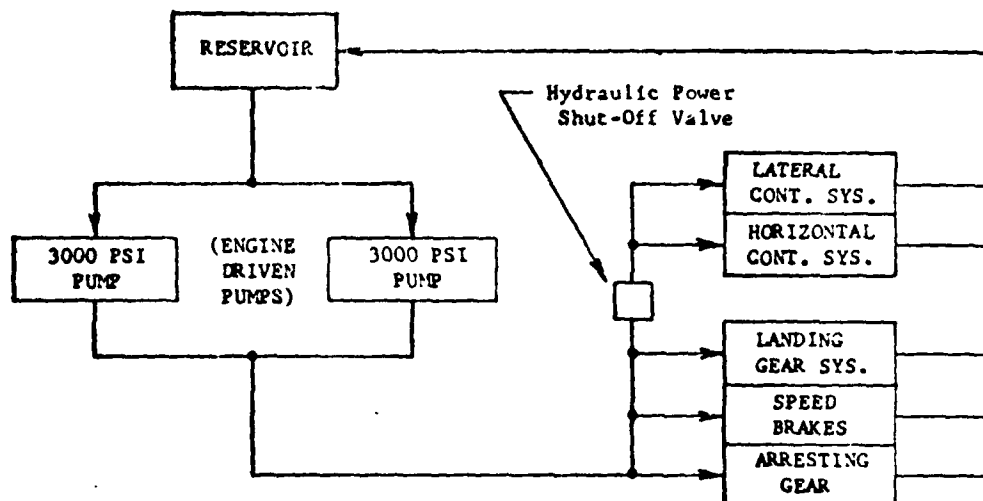 RESERVOIR
Hydraulic Power
Shut-Off Valve
LATERAL
CONT. SYS.
HORIZONTAL
CONT. SYS.
3000 PSI
PUMP
(ENGINE
DRIVEN
PUMPS)
3000 PSI
PUMP
LANDING
GEAR SYS.
SPEED
BRAKES
ARRESTING
GEAR